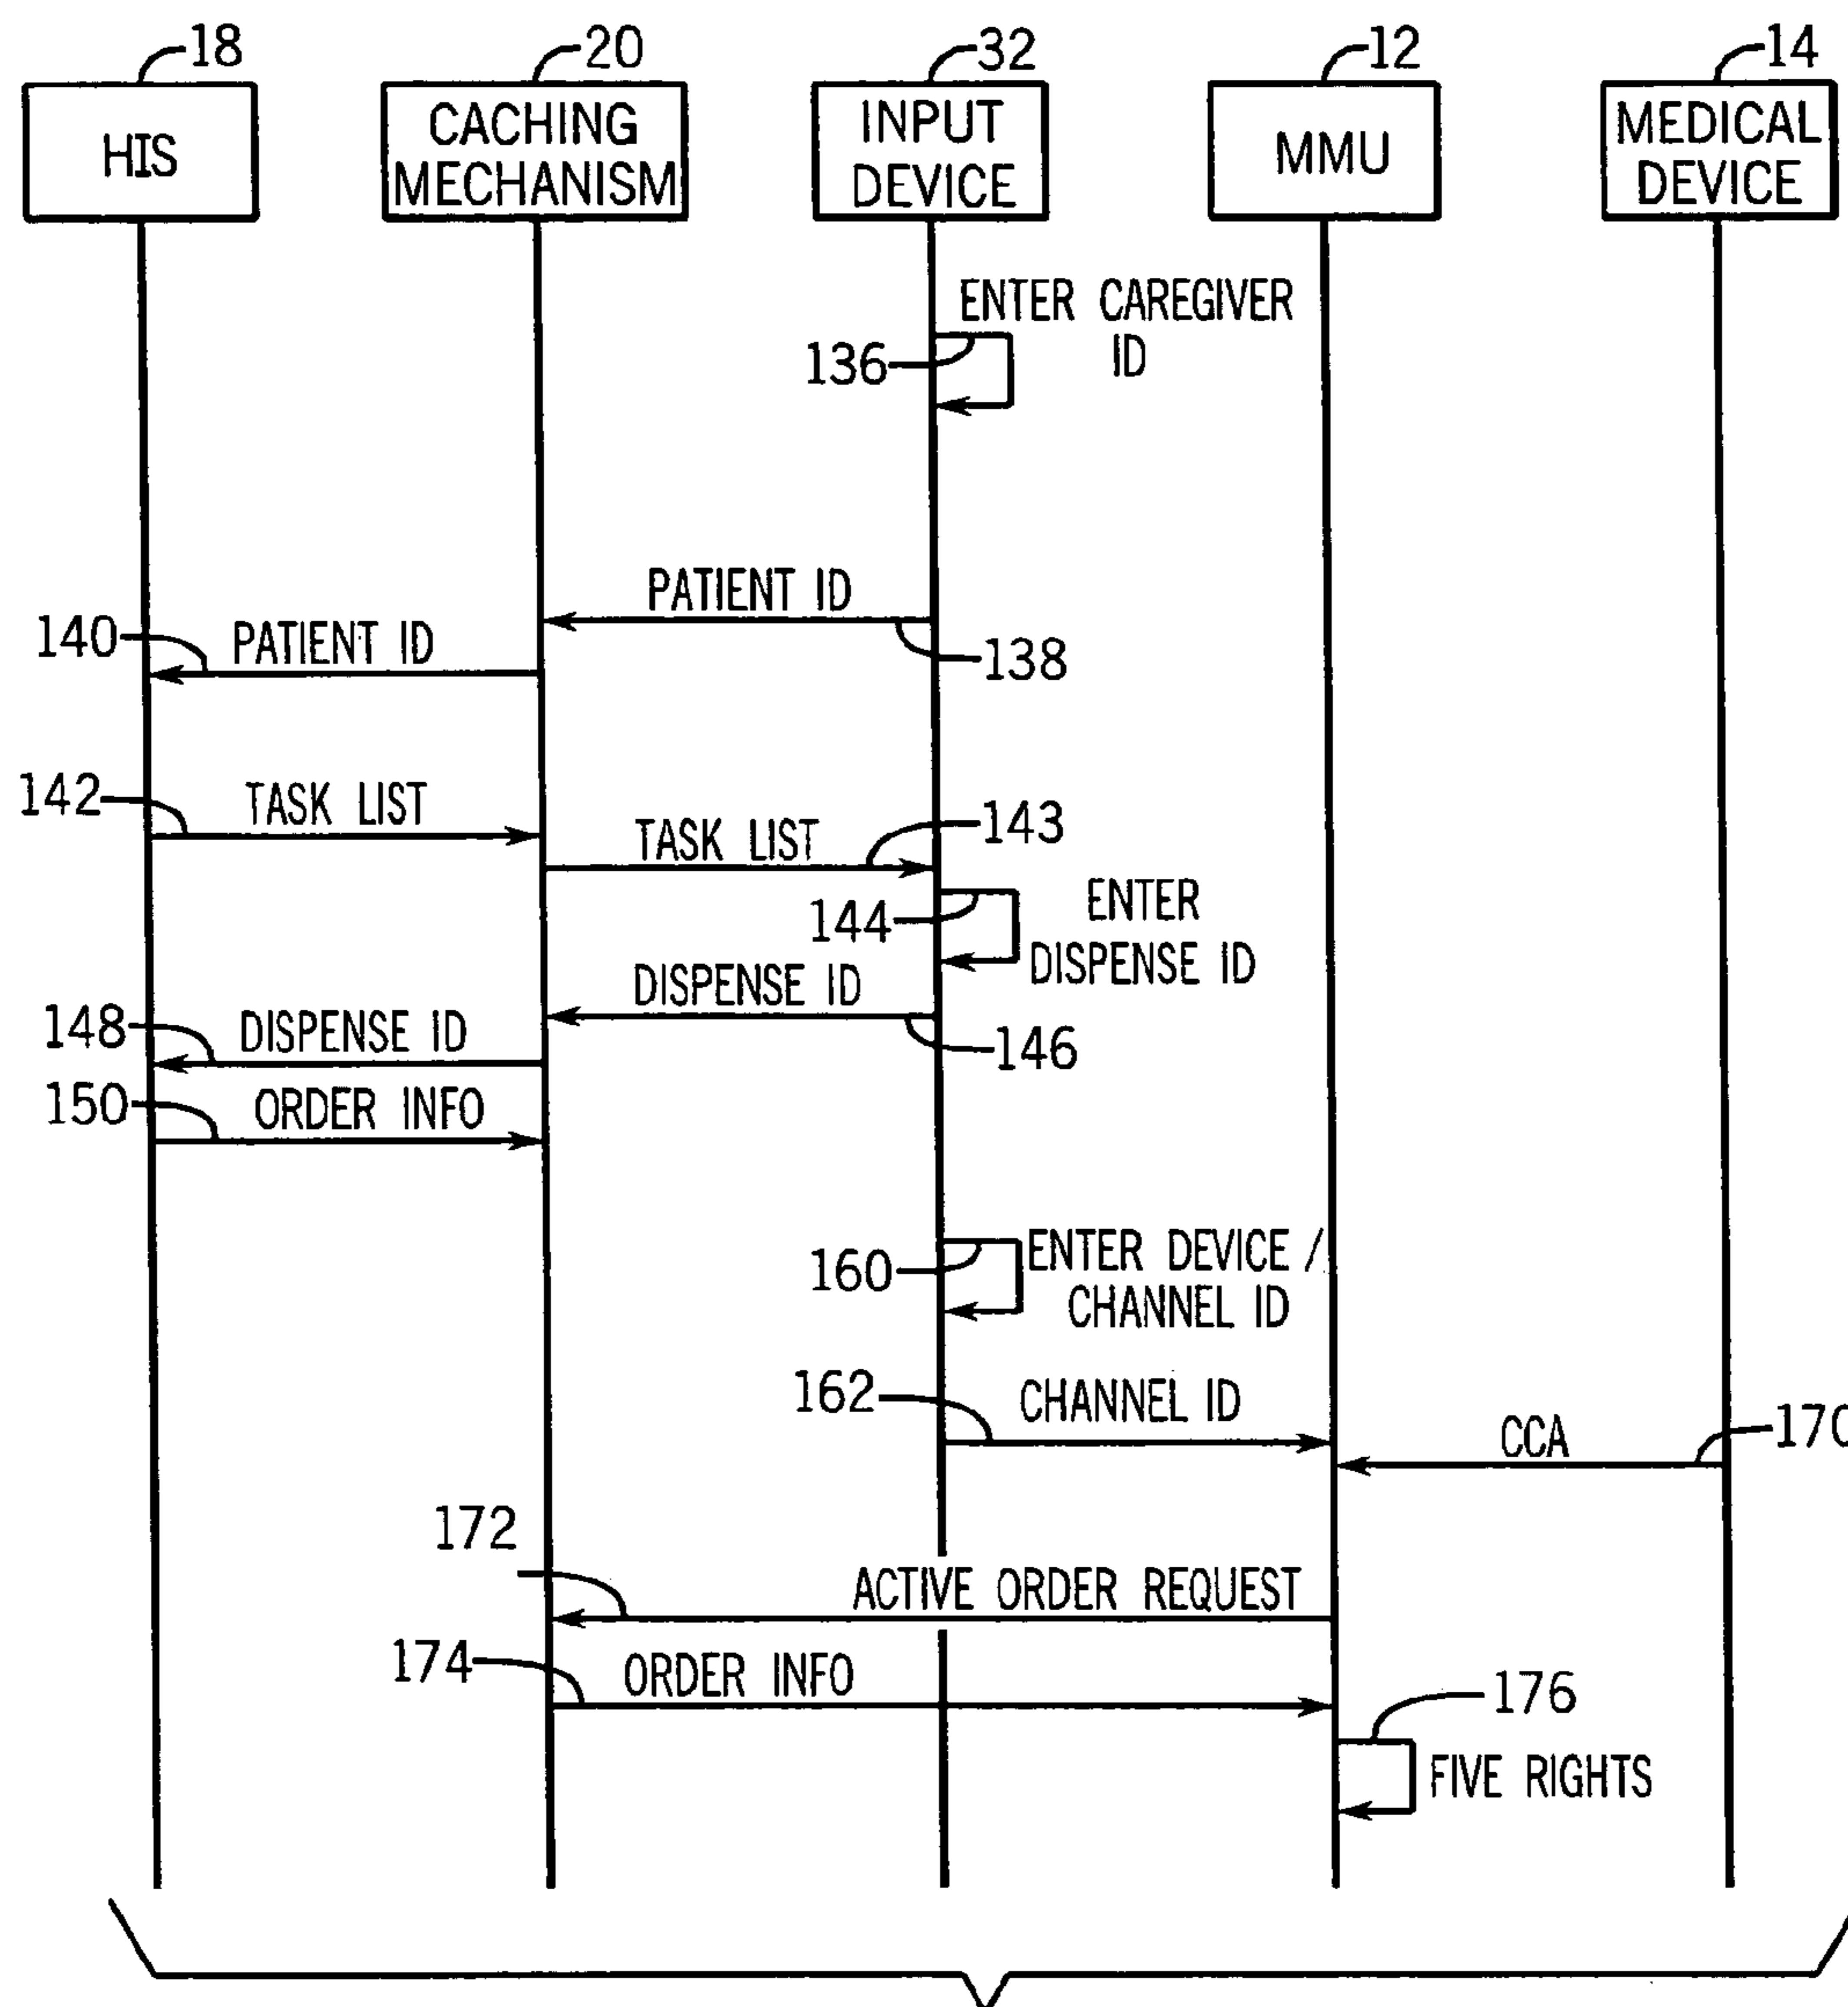 18
20
32
12
14
HIS
CACHING
MECHANISM
INPUT
DEVICE
MMU
MEDICAL
DEVICE
ENTER CAREGIVER
ID
136
PATIENT ID
138
140
PATIENT ID
142
TASK LIST
TASK LIST
143
144
ENTER
DISPENSE ID
DISPENSE ID
146
148
DISPENSE ID
150
ORDER INFO
160
ENTER DEVICE /
CHANNEL ID
162
CHANNEL ID
CCA
170
172
ACTIVE ORDER REQUEST
174
ORDER INFO
176
FIVE RIGHTS